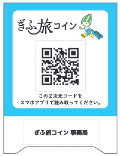 ぎふ旅コイン
この2次元コードを
スマホアプリで読み取ってください。
ぎふ旅コイン 事務局